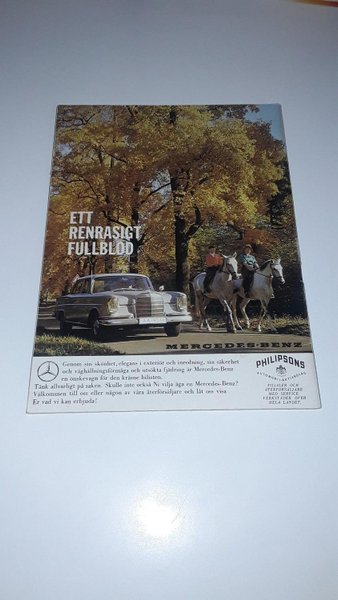 ETT
RENRASIGT
FULLBLOD
MERCEDES-BENZ
Genom sin skönhet, elegans i exteriör och inredning, sin säkerhet
och väghållningsförmåga och utsökta fjädring är Mercedes-Benz
en önskevagn för den kräsne bilisten.
Tänk allvarligt på saken. Skulle inte också Ni vilja äga en Mercedes-Benz?
Välkommen till oss eller någon av våra återförsäljare och låt oss visa
Er vad vi kan erbjuda!
PHILIPSONS
AUTOMOBILAKTIEBOLAG
FILIALER OCH
ÅTERFÖRSÄLJARE
MED SERVICE-
VERKSTÄDER ÖVER
HELA LANDET.